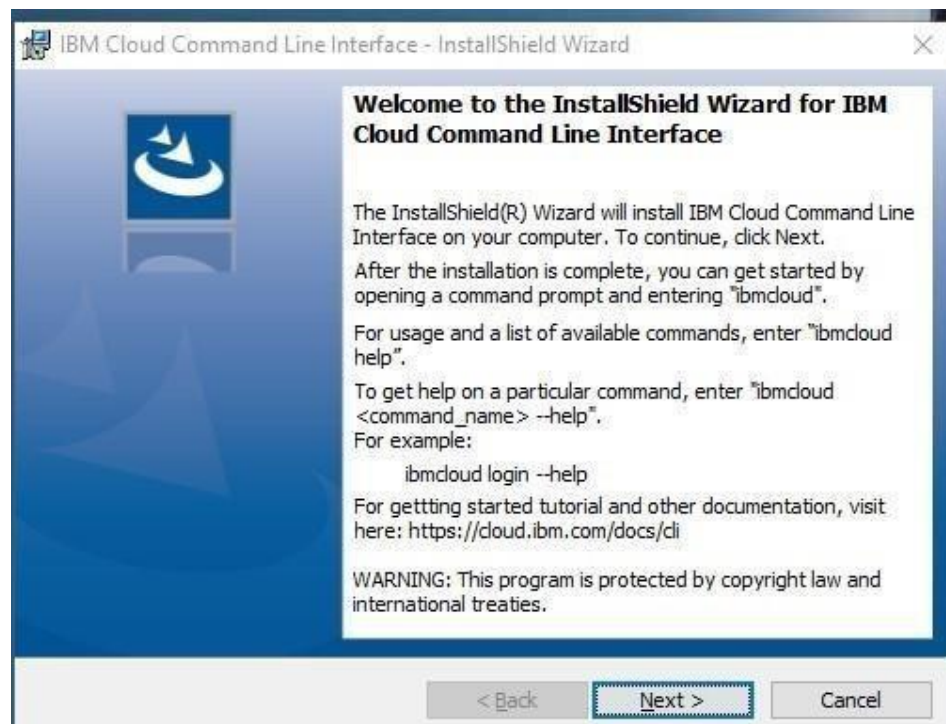 IBM Cloud Command Line Interface - InstallShield Wizard
Welcome to the InstallShield Wizard for IBM
Cloud Command Line Interface
The InstallShield(R) Wizard will install IBM Cloud Command Line
Interface on your computer. To continue, click Next.
After the installation is complete, you can get started by
opening a command prompt and entering "ibmcloud".
For usage and a list of available commands, enter "ibmcloud
help".
To get help on a particular command, enter "ibmcloud
<command_name> --help".
For example:
ibmcloud login --help
For gettting started tutorial and other documentation, visit
here: https://cloud.ibm.com/docs/cli
WARNING: This program is protected by copyright law and
international treaties.
< Back
Next >
Cancel